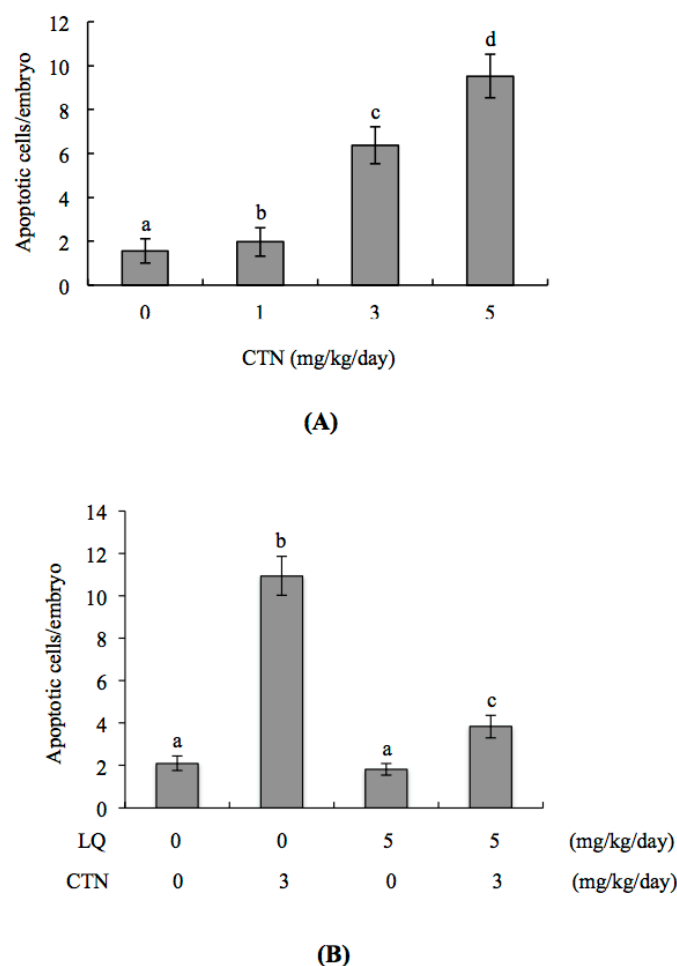 12
10
8
6
4
2
0
Apoptotic cells/embryo
a
b
c
d
0 1 3 5
CTN (mg/kg/day)
(A)
14
12
10
8
6
4
2
0
Apoptotic cells/embryo
a
b
a
c
LQ 0 0 5 5 (mg/kg/day)
CTN 0 3 0 3 (mg/kg/day)
(B)